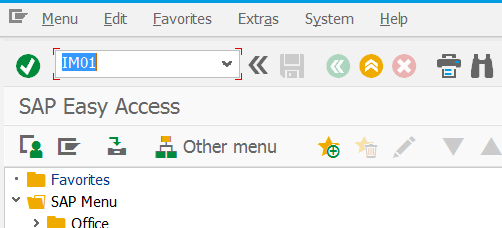 Menu Edit Favorites Extras System Help
IM01
SAP Easy Access
Other menu
Favorites
SAP Menu
Office